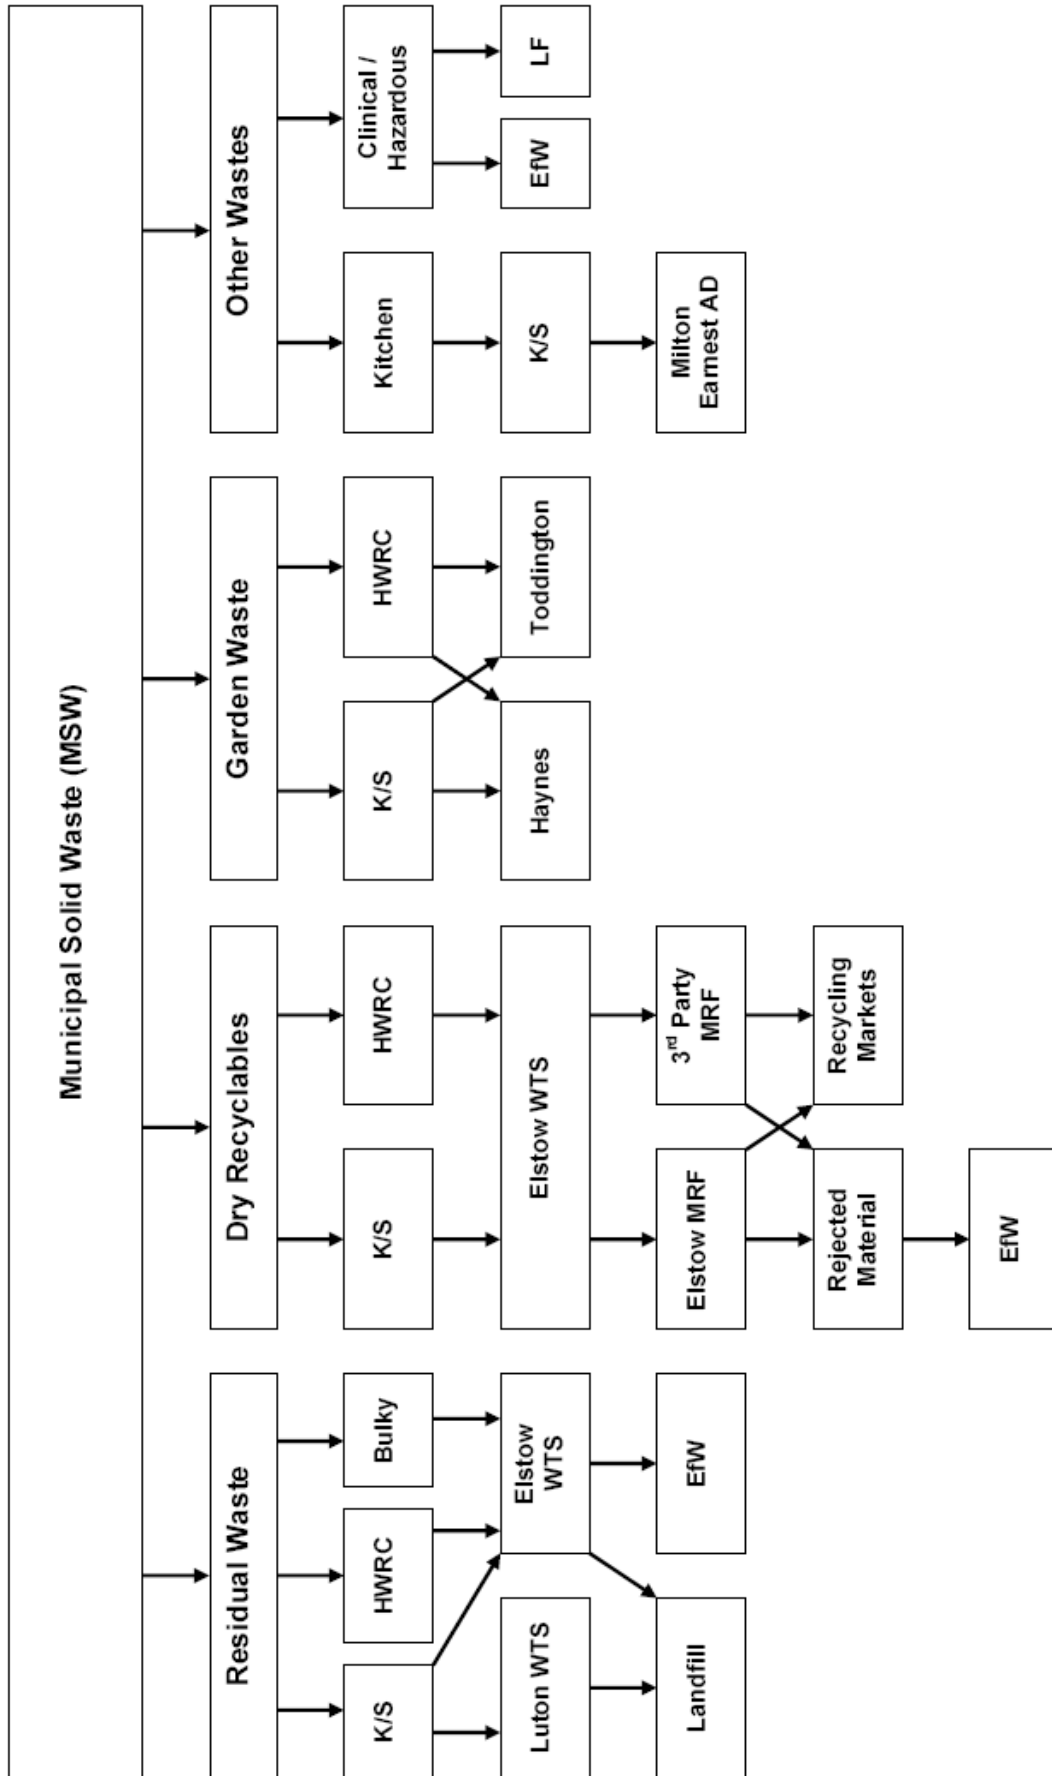 Municipal Solid Waste (MSW)
Residual Waste
Dry Recyclables
Garden Waste
Other Wastes
K/S
HWRC
Bulky
K/S
HWRC
K/S
HWRC
Kitchen
Clinical /
Hazardous
Luton WTS
Elstow
WTS
Elstow WTS
Haynes
Toddington
K/S
EfW
LF
Landfill
EfW
Elstow MRF
3rd Party
MRF
Milton
Earnest AD
Rejected
Material
Recycling
Markets
EfW